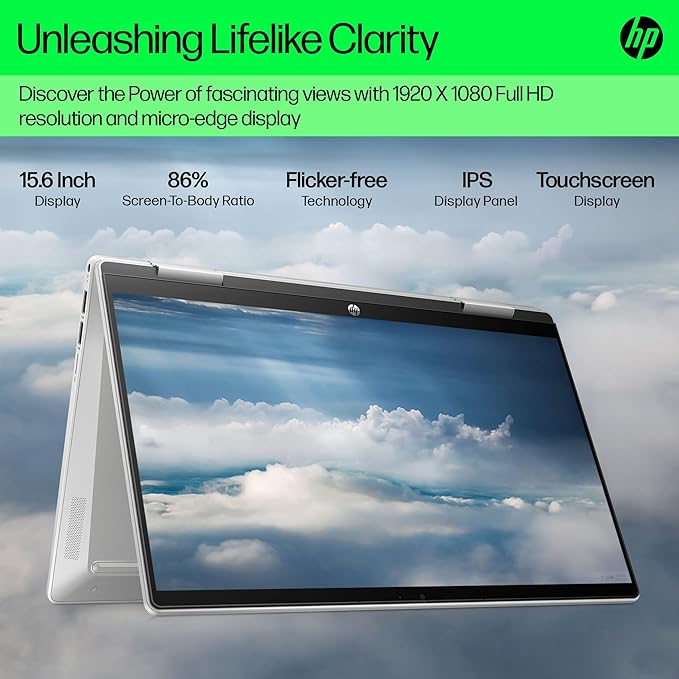 Unleashing Lifelike Clarity
hp
Discover the Power of fascinating views with 1920 X 1080 Full HD
resolution and micro-edge display
15.6 Inch
Display
86%
Screen-To-Body Ratio
Flicker-free
Technology
IPS
Display Panel
Touchscreen
Display
hp